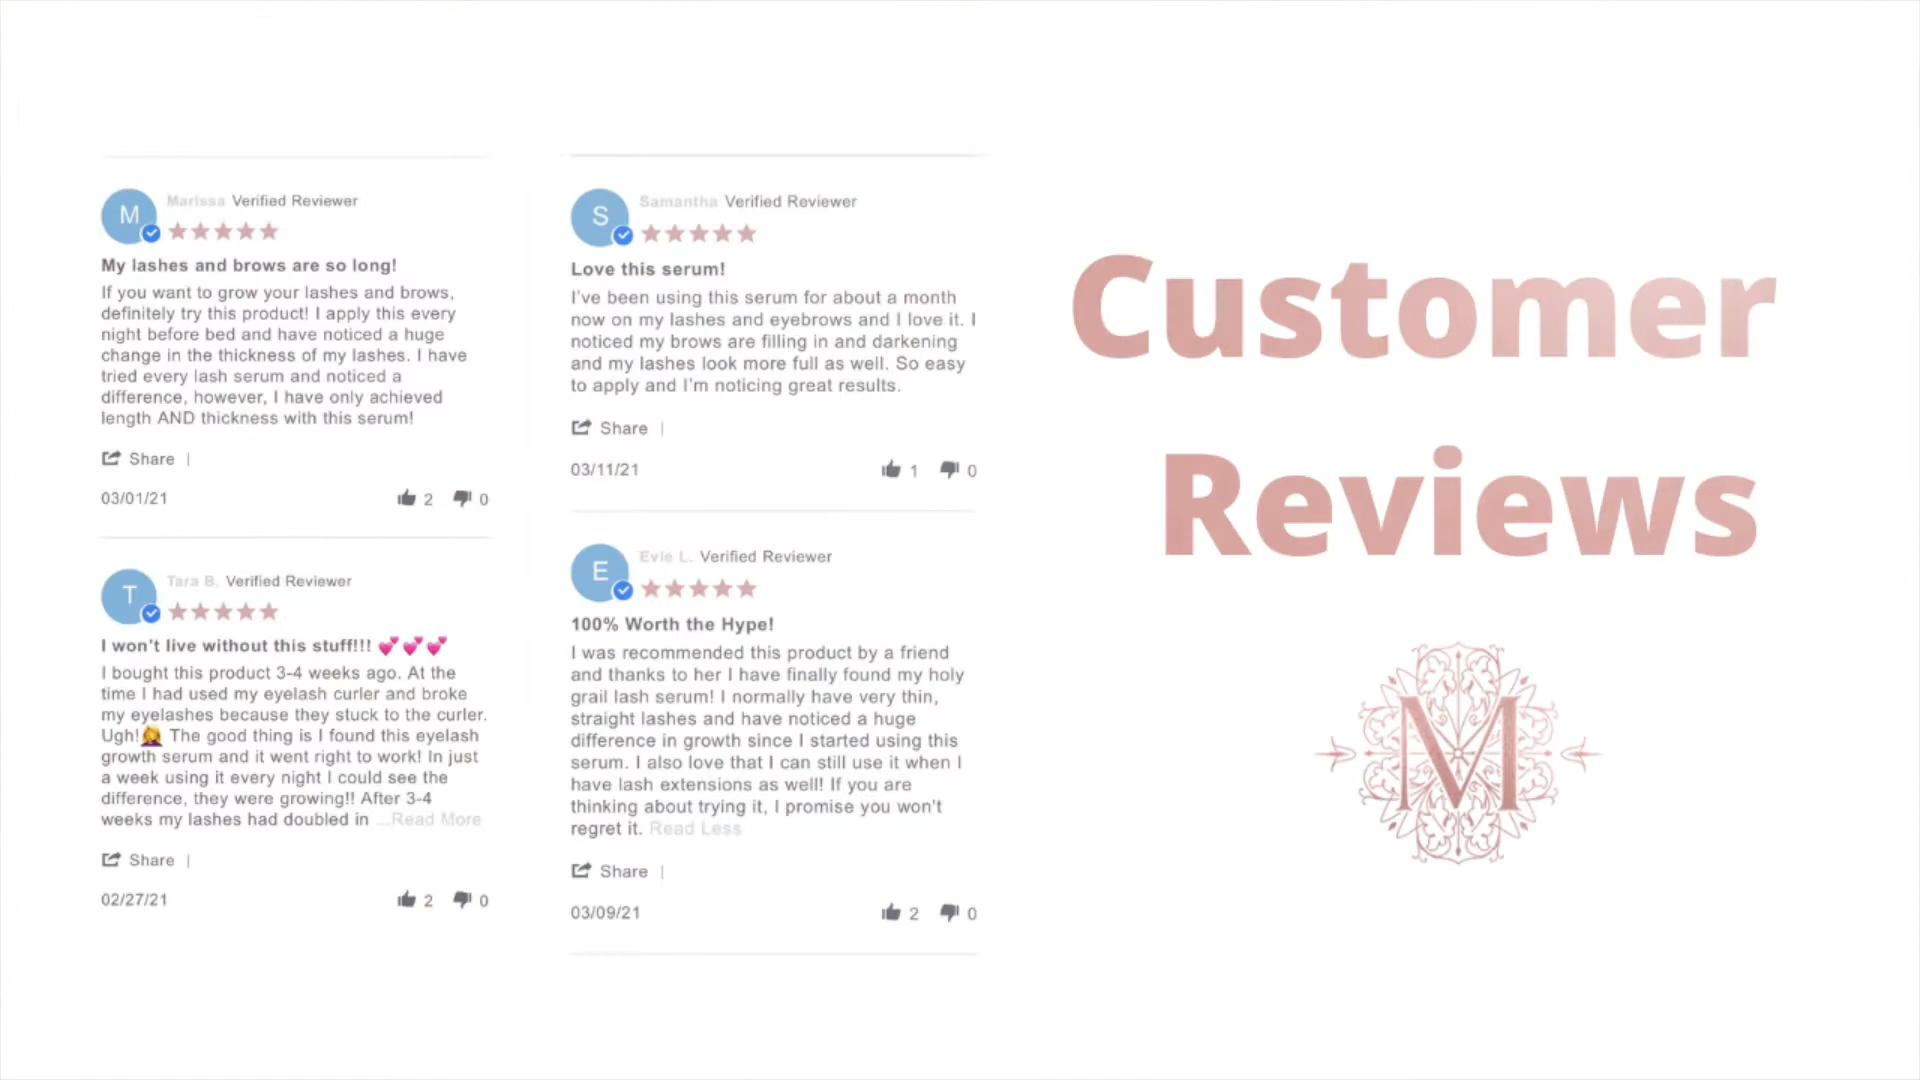 M
Marissa Verified Reviewer
My lashes and brows are so long!
If you want to grow your lashes and brows,
definitely try this product! I apply this every
night before bed and have noticed a huge
change in the thickness of my lashes. I have
tried every lash serum and noticed a
difference, however, I have only achieved
length AND thickness with this serum!
Share |
03/01/21
2
0
T
Tara B. Verified Reviewer
I won't live without this stuff!!! 💕💕💕
I bought this product 3-4 weeks ago. At the
time I had used my eyelash curler and broke
my eyelashes because they stuck to the curler.
Ugh!🤦‍♀️ The good thing is I found this eyelash
growth serum and it went right to work! In just
a week using it every night I could see the
difference, they were growing!! After 3-4
weeks my lashes had doubled in ...Read More
Share |
02/27/21
2
0
S
Samantha Verified Reviewer
Love this serum!
I've been using this serum for about a month
now on my lashes and eyebrows and I love it. I
noticed my brows are filling in and darkening
and my lashes look more full as well. So easy
to apply and I'm noticing great results.
Share |
03/11/21
1
0
E
Evie L. Verified Reviewer
100% Worth the Hype!
I was recommended this product by a friend
and thanks to her I have finally found my holy
grail lash serum! I normally have very thin,
straight lashes and have noticed a huge
difference in growth since I started using this
serum. I also love that I can still use it when I
have lash extensions as well! If you are
thinking about trying it, I promise you won't
regret it. Read Less
Share |
03/09/21
2
0
Customer
Reviews
M